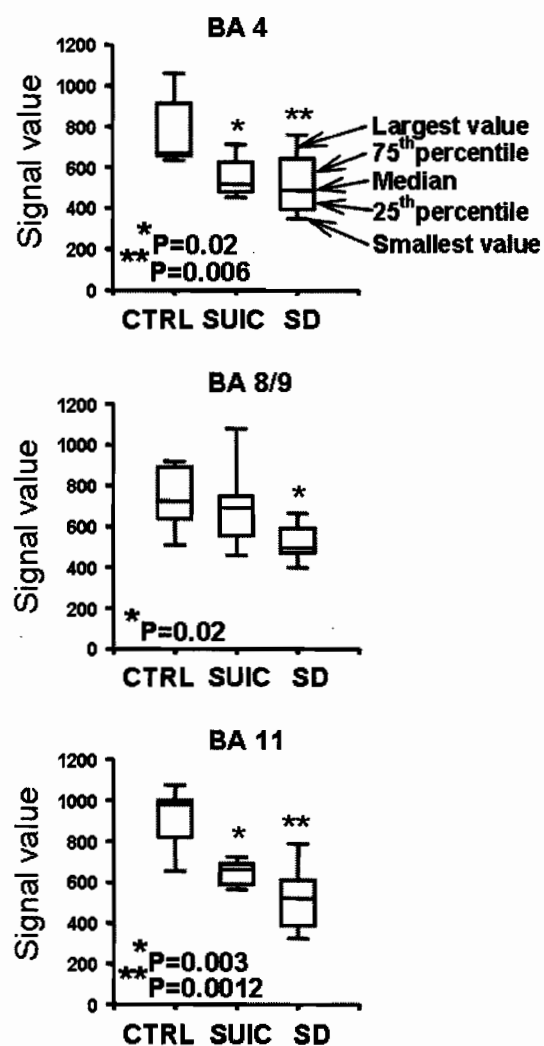 BA 4
1200
1000
800
600
400
200
0
Signal value
*
**
Largest value
75th percentile
Median
25th percentile
Smallest value
* P=0.02
** P=0.006
CTRL SUIC SD
BA 8/9
1200
1000
800
600
400
200
0
Signal value
*
* P=0.02
CTRL SUIC SD
BA 11
1200
1000
800
600
400
200
0
Signal value
*
**
* P=0.003
** P=0.0012
CTRL SUIC SD